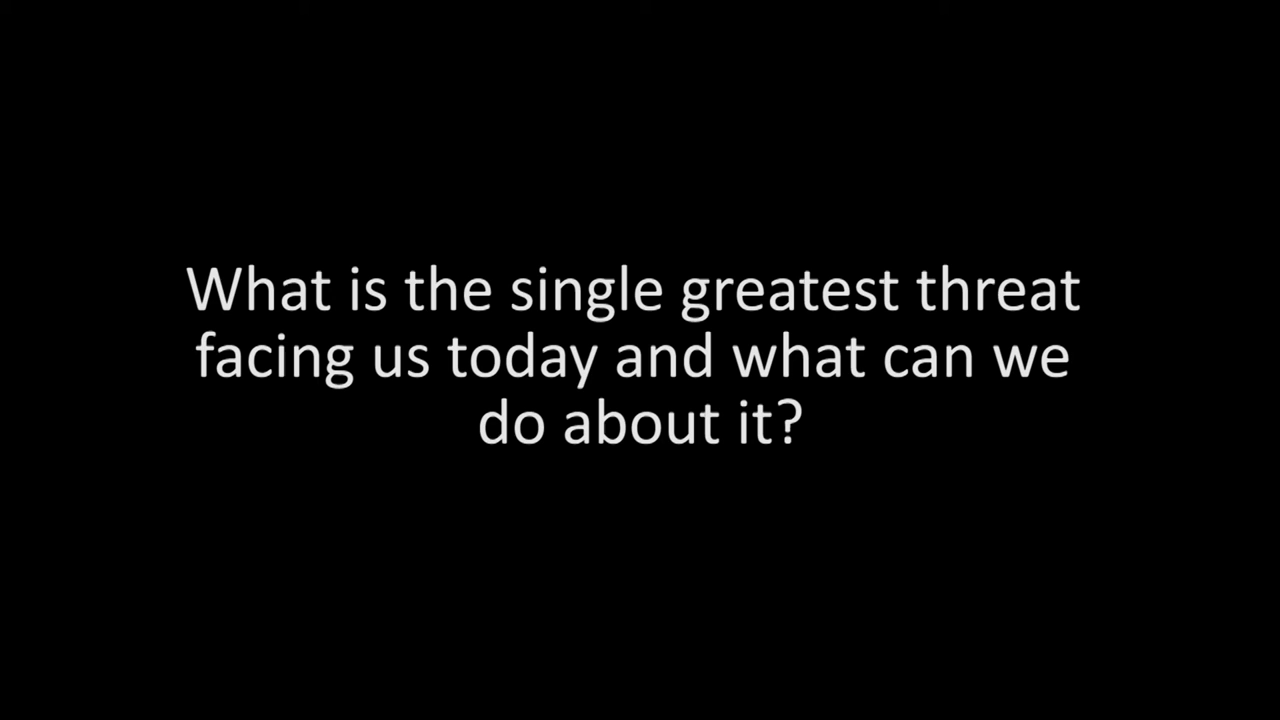 What is the single greatest threat
facing us today and what can we
do about it?